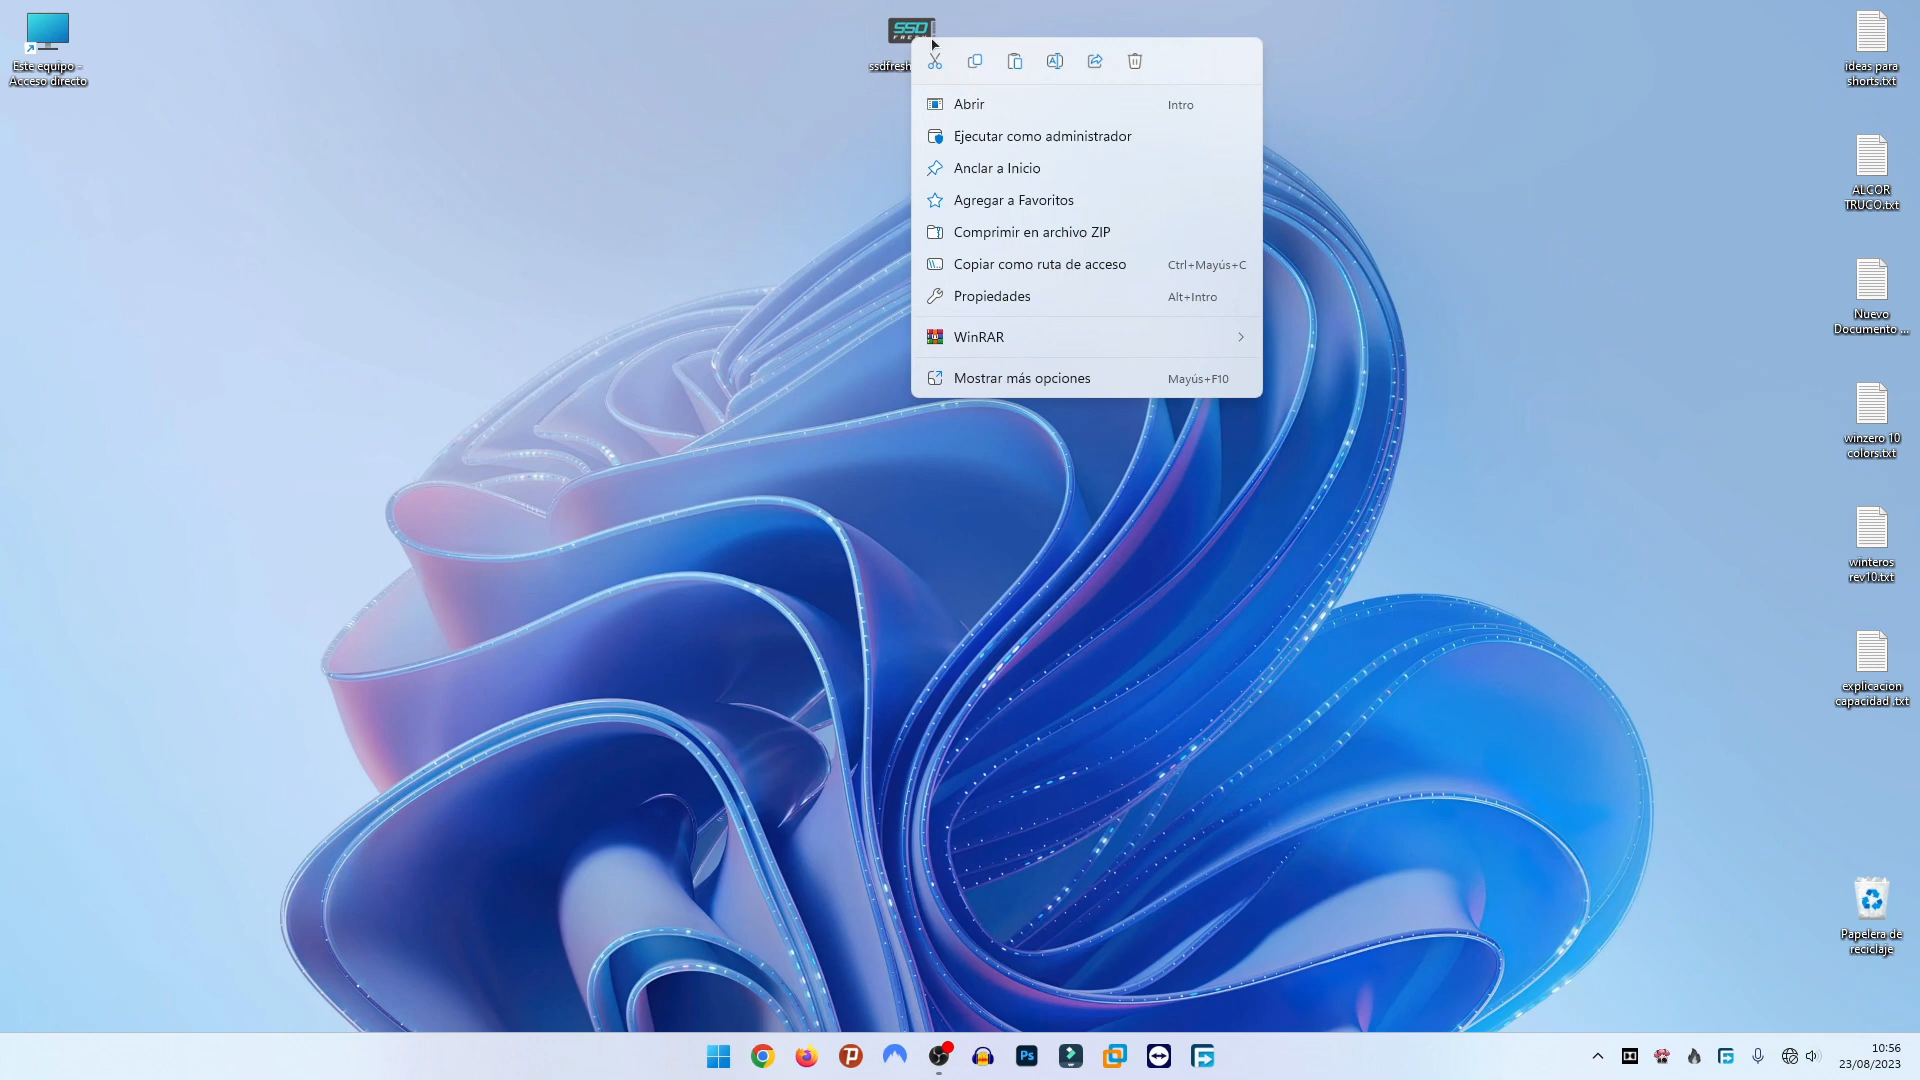 Este equipo -
Acceso directo
SSD
ssdfresh
Abrir Intro
Ejecutar como administrador
Anclar a Inicio
Agregar a Favoritos
Comprimir en archivo ZIP
Copiar como ruta de acceso Ctrl+Mayús+C
Propiedades Alt+Intro
WinRAR
Mostrar más opciones Mayús+F10
ideas para
shorts.txt
ALCOR
TRUCO.txt
Nuevo
Documento ...
winzero 10
colors.txt
winteros
rev10.txt
explicacion
capacidad .txt
Papelera de
reciclaje
Ps
10:56
23/08/2023